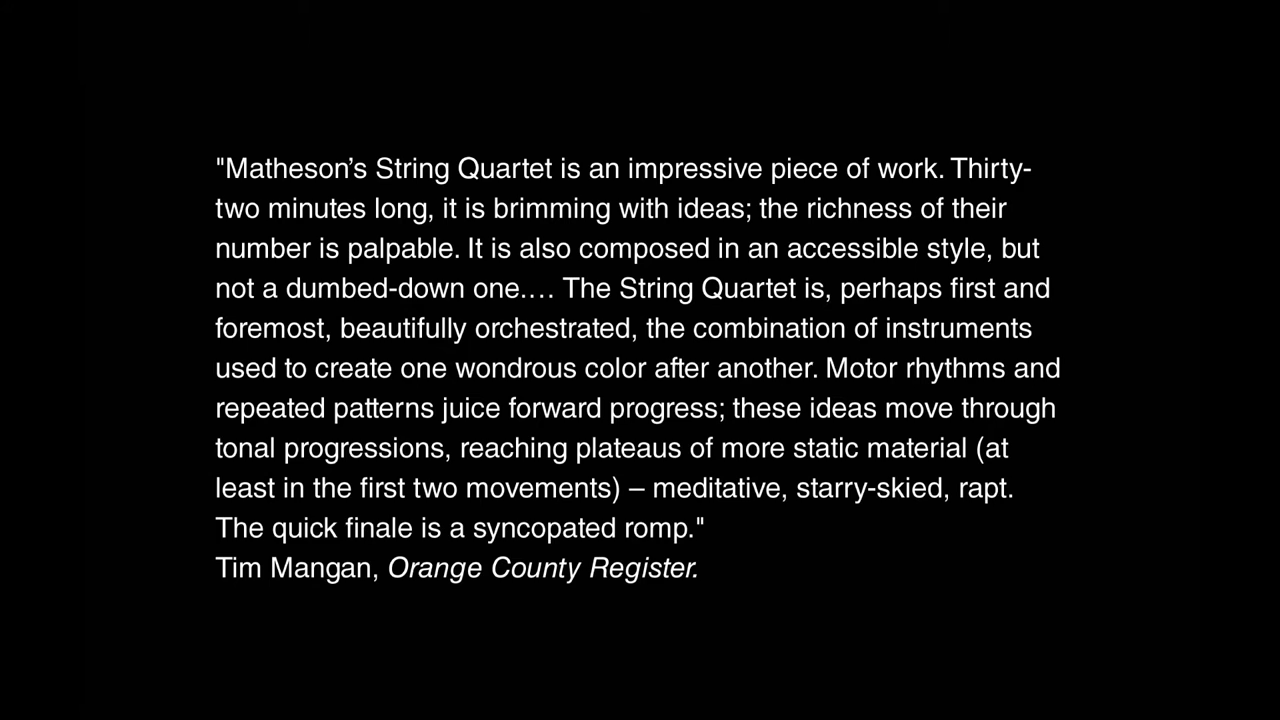 "Matheson’s String Quartet is an impressive piece of work. Thirty-
two minutes long, it is brimming with ideas; the richness of their
number is palpable. It is also composed in an accessible style, but
not a dumbed-down one.… The String Quartet is, perhaps first and
foremost, beautifully orchestrated, the combination of instruments
used to create one wondrous color after another. Motor rhythms and
repeated patterns juice forward progress; these ideas move through
tonal progressions, reaching plateaus of more static material (at
least in the first two movements) – meditative, starry-skied, rapt.
The quick finale is a syncopated romp."
Tim Mangan, Orange County Register.